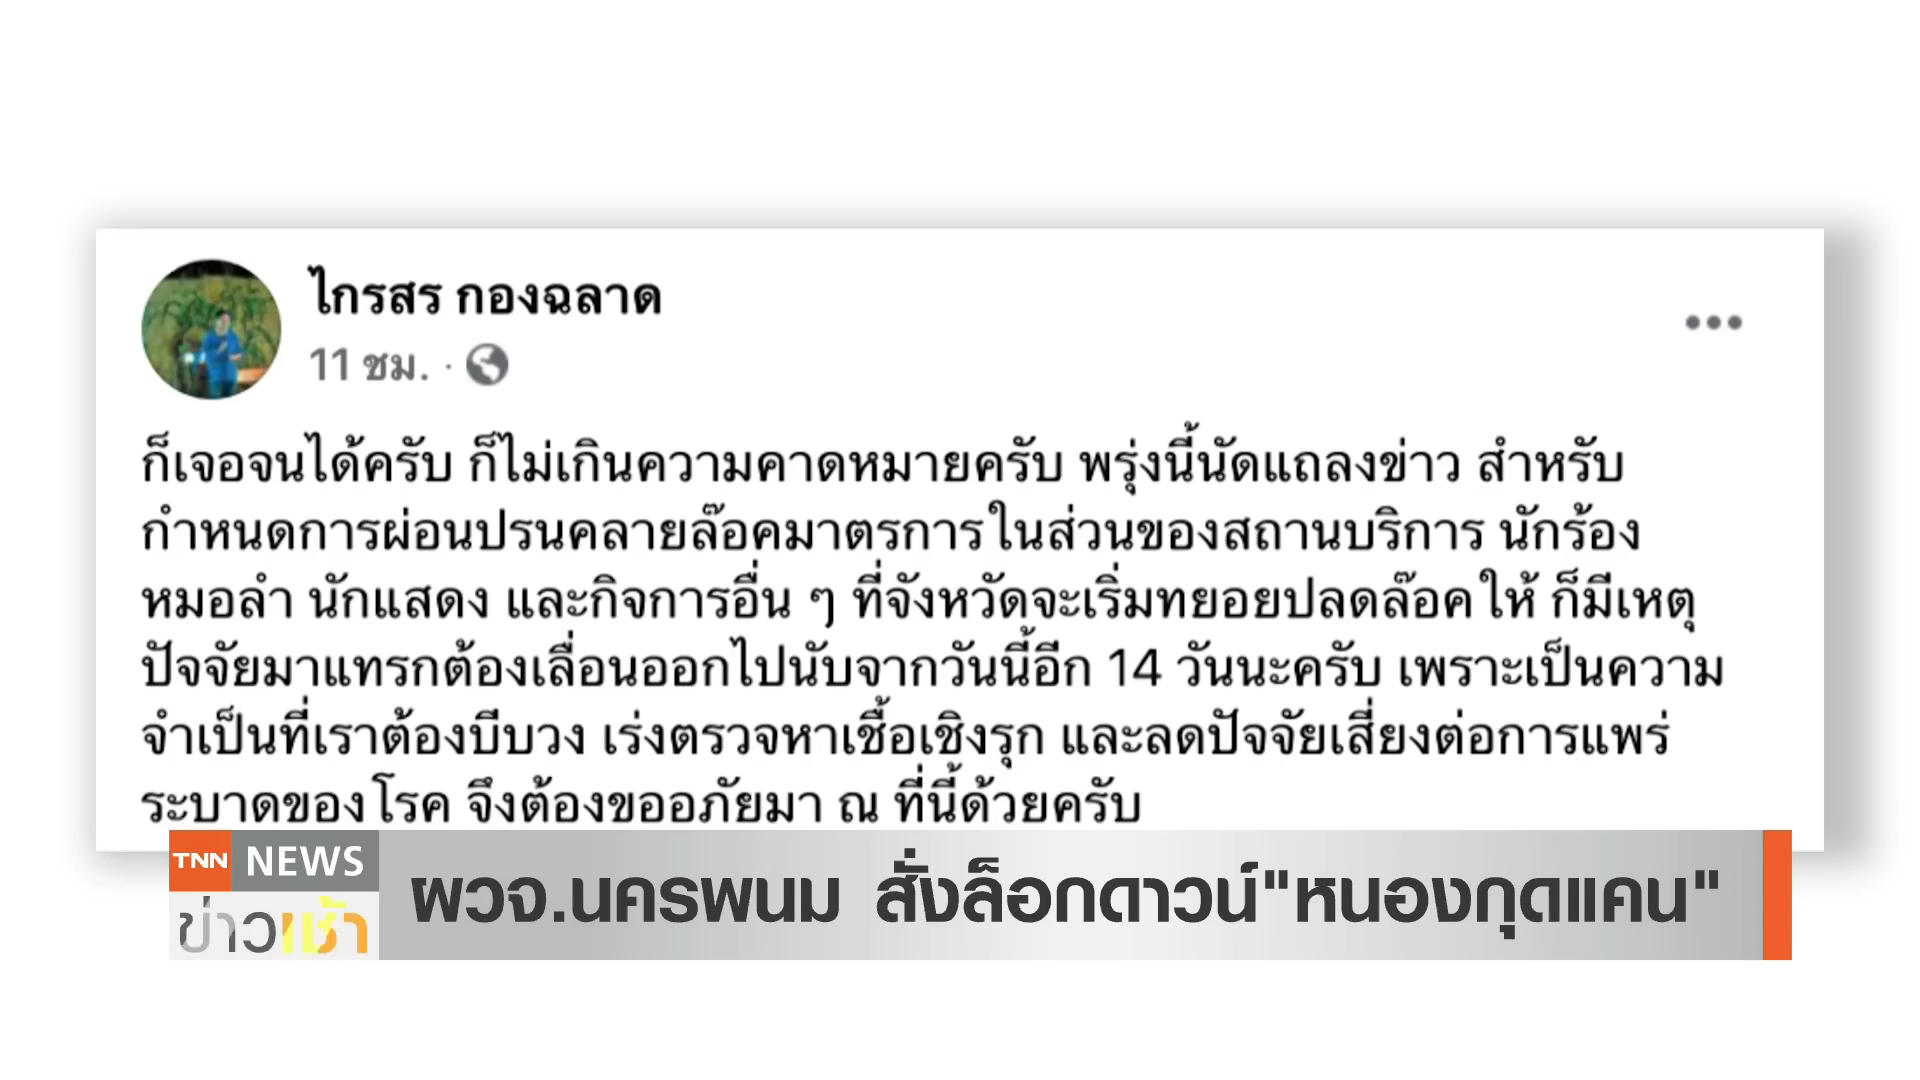 ไกรสร กองฉลาด
11 ชม. ·
ก็เจอจนได้ครับ ก็ไม่เกินความคาดหมายครับ พรุ่งนี้นัดแถลงข่าว สำหรับ
กำหนดการผ่อนปรนคลายล๊อคมาตรการในส่วนของสถานบริการ นักร้อง
หมอลำ นักแสดง และกิจการอื่น ๆ ที่จังหวัดจะเริ่มทยอยปลดล๊อคให้ ก็มีเหตุ
ปัจจัยมาแทรกต้องเลื่อนออกไปนับจากวันนี้อีก 14 วันนะครับ เพราะเป็นความ
จำเป็นที่เราต้องบีบวง เร่งตรวจหาเชื้อเชิงรุก และลดปัจจัยเสี่ยงต่อการแพร่
ระบาดของโรค จึงต้องขออภัยมา ณ ที่นี้ด้วยครับ
TNN NEWS
ข่าวเช้า
ผวจ.นครพนม สั่งล็อกดาวน์"หนองกุดแคน"